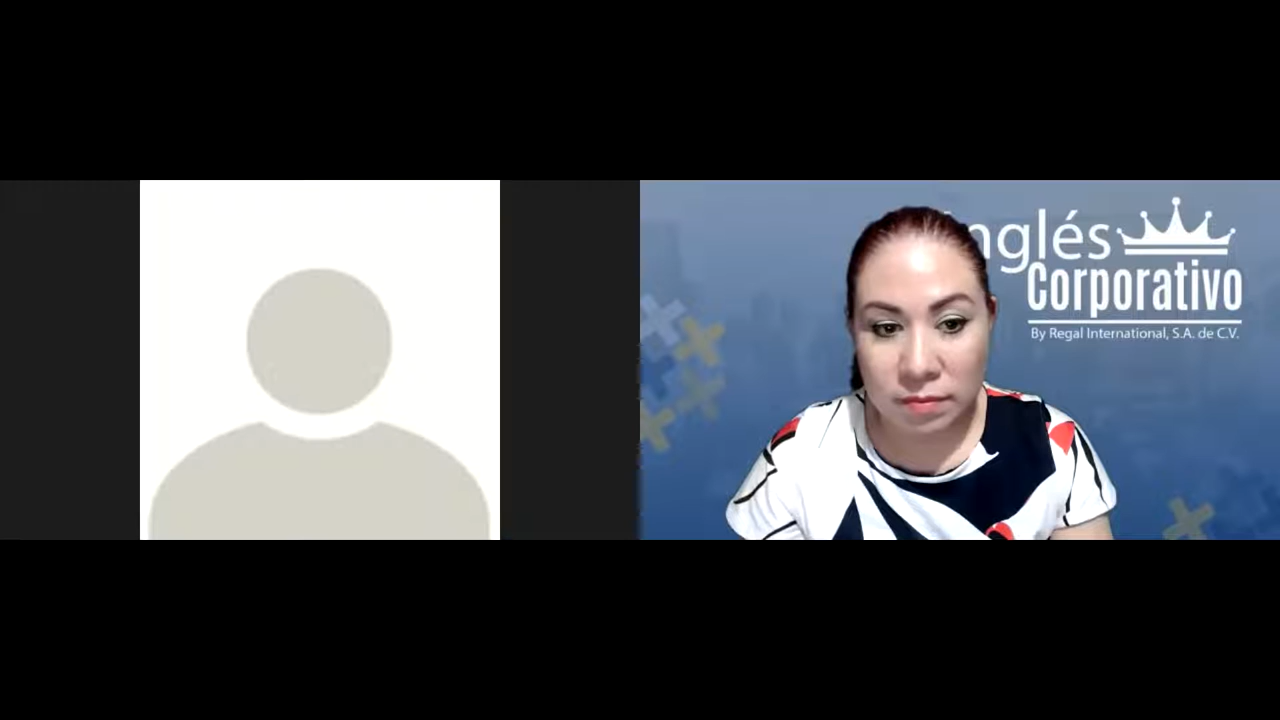 inglés
Corporativo
By Regal International, S.A. de C.V.